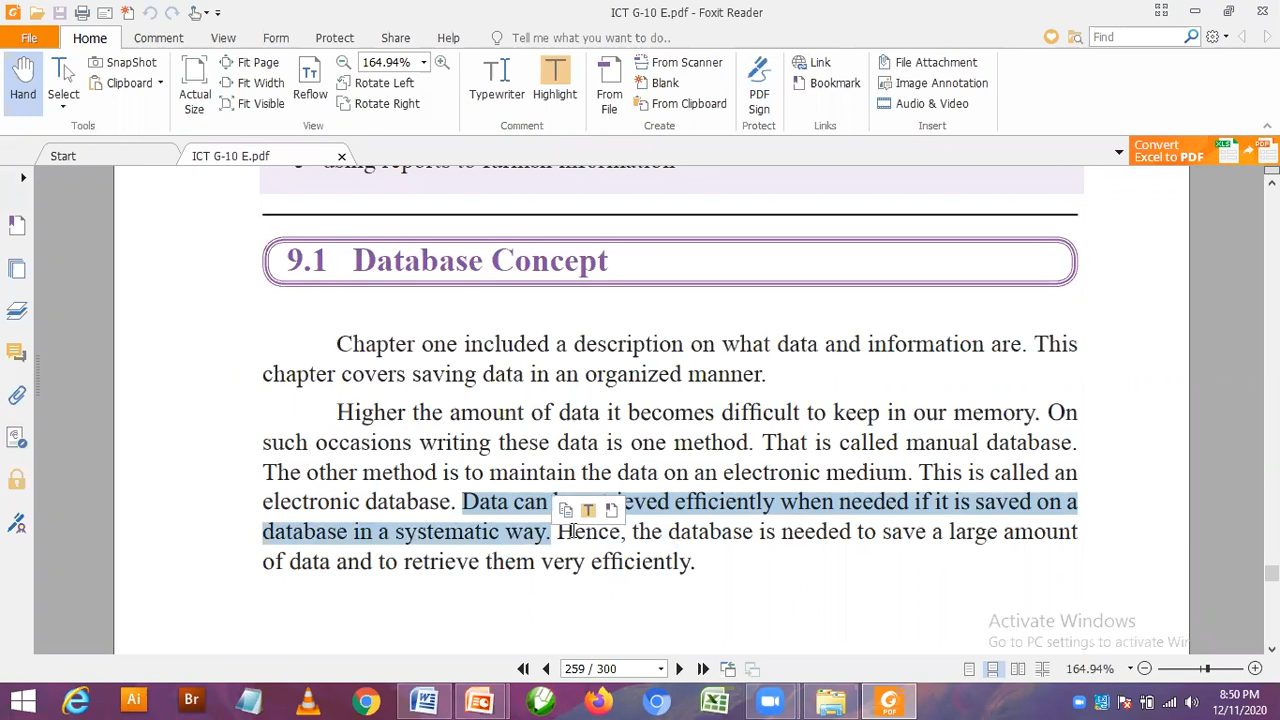 ICT G-10 E.pdf - Foxit Reader
File Home Comment View Form Protect Share Help Tell me what you want to do... Find
Hand
Select
SnapShot
Clipboard
Tools
Actual Size
Fit Page
Fit Width
Fit Visible
Reflow
164.94%
Rotate Left
Rotate Right
View
Typewriter
Highlight
Comment
From File
From Scanner
Blank
From Clipboard
Create
PDF Sign
Protect
Link
Bookmark
Links
File Attachment
Image Annotation
Audio & Video
Insert
Start ICT G-10 E.pdf
Convert Excel to PDF
9.1 Database Concept
Chapter one included a description on what data and information are. This
chapter covers saving data in an organized manner.
Higher the amount of data it becomes difficult to keep in our memory. On
such occasions writing these data is one method. That is called manual database.
The other method is to maintain the data on an electronic medium. This is called an
electronic database. Data can retrieved efficiently when needed if it is saved on a
database in a systematic way. Hence, the database is needed to save a large amount
of data and to retrieve them very efficiently.
Activate Windows
Go to PC settings to activate Wi
259 / 300
164.94%
8:50 PM
12/11/2020